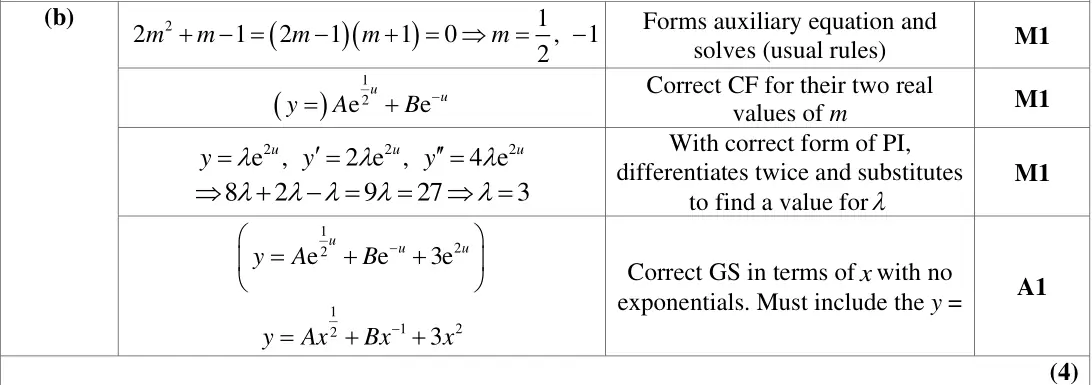 (b)
2m² + m − 1 = (2m − 1)(m + 1) = 0 ⇒ m = 1/2, −1
Forms auxiliary equation and
solves (usual rules)
M1
(y =) Ae^(1/2 u) + Be^(−u)
Correct CF for their two real
values of m
M1
y = λe^(2u), y′ = 2λe^(2u), y″ = 4λe^(2u)
⇒ 8λ + 2λ − λ = 9λ = 27 ⇒ λ = 3
With correct form of PI,
differentiates twice and substitutes
to find a value for λ
M1
(y = Ae^(1/2 u) + Be^(−u) + 3e^(2u))
y = Ax^(1/2) + Bx^(−1) + 3x²
Correct GS in terms of x with no
exponentials. Must include the y =
A1
(4)